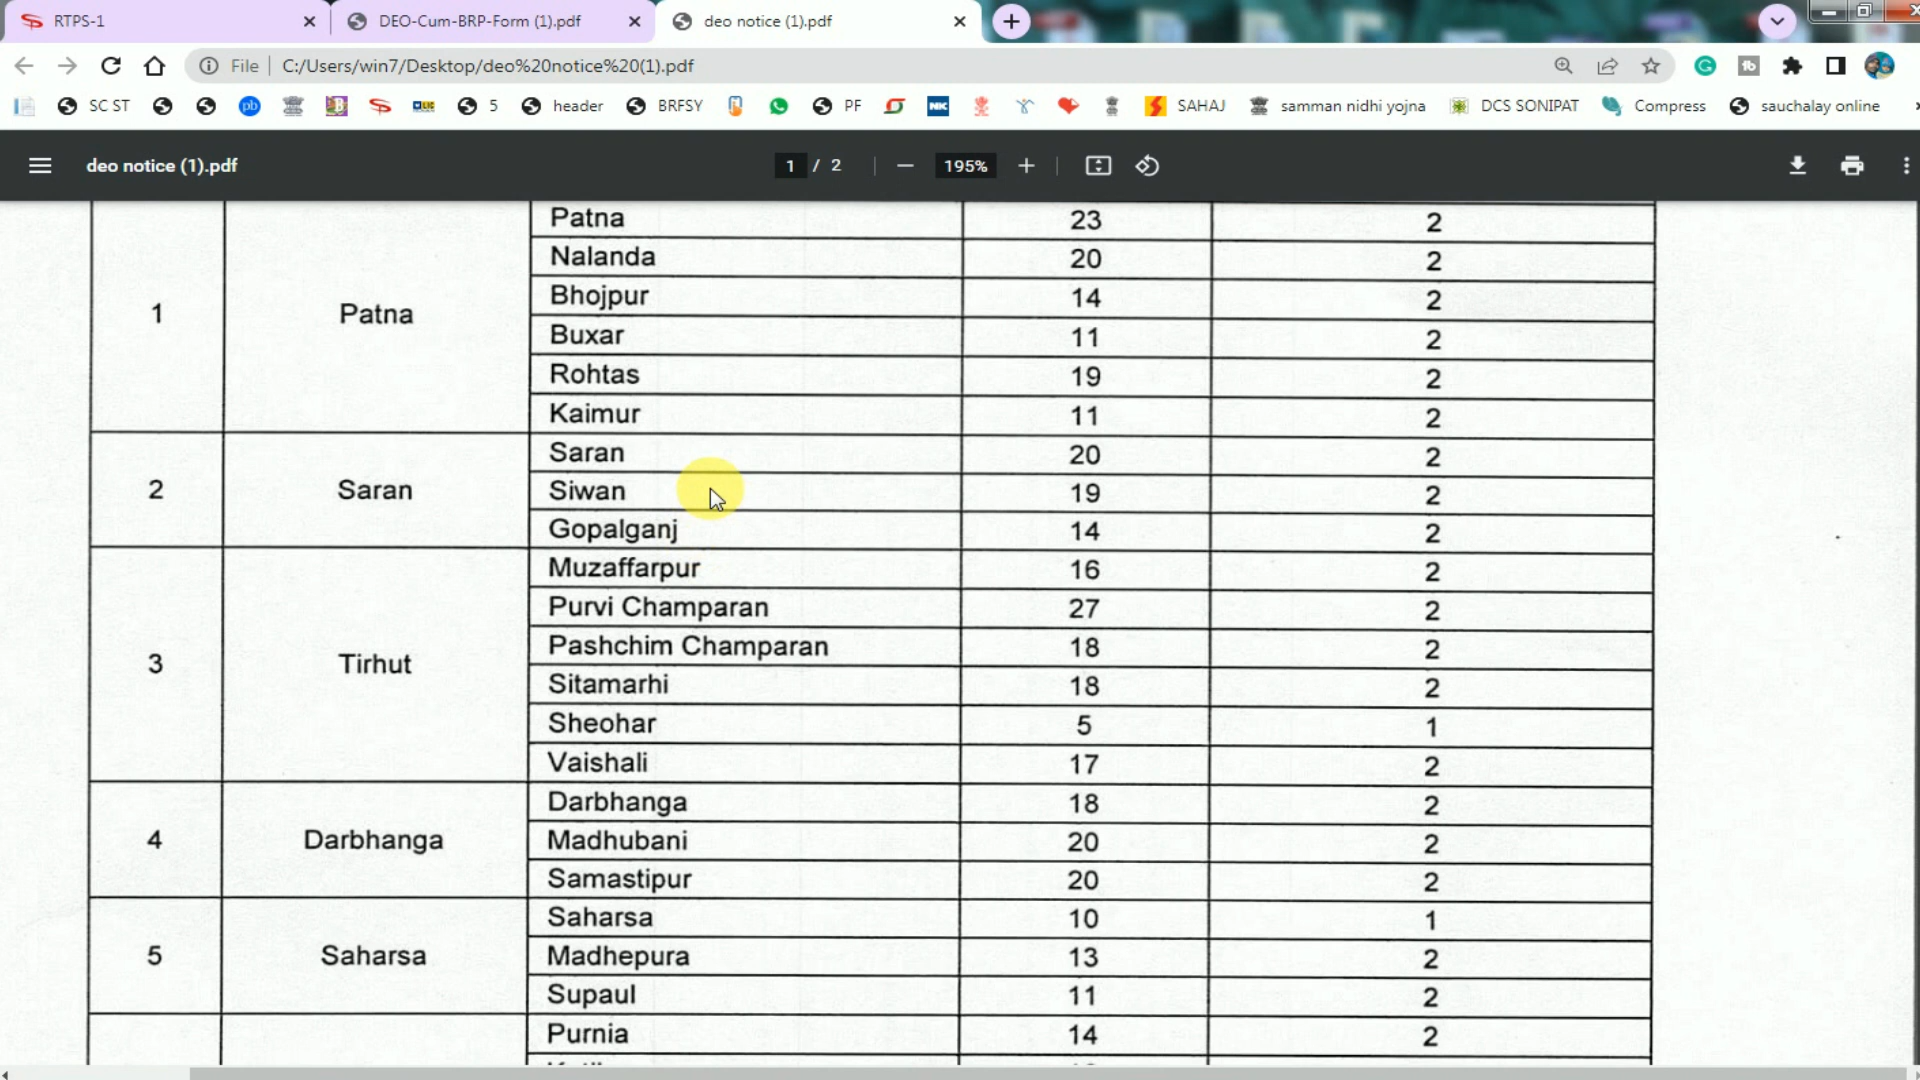 RTPS-1
DEO-Cum-BRP-Form (1).pdf
deo notice (1).pdf
File
C:/Users/win7/Desktop/deo%20notice%20(1).pdf
SC ST
pb
LIC
5
header
BRFSY
PF
NK
SAHAJ
samman nidhi yojna
DCS SONIPAT
Compress
sauchalay online
deo notice (1).pdf
1 / 2
195%
1 Patna Patna 23 2
Nalanda 20 2
Bhojpur 14 2
Buxar 11 2
Rohtas 19 2
Kaimur 11 2
2 Saran Saran 20 2
Siwan 19 2
Gopalganj 14 2
3 Tirhut Muzaffarpur 16 2
Purvi Champaran 27 2
Pashchim Champaran 18 2
Sitamarhi 18 2
Sheohar 5 1
Vaishali 17 2
4 Darbhanga Darbhanga 18 2
Madhubani 20 2
Samastipur 20 2
5 Saharsa Saharsa 10 1
Madhepura 13 2
Supaul 11 2
Purnia 14 2